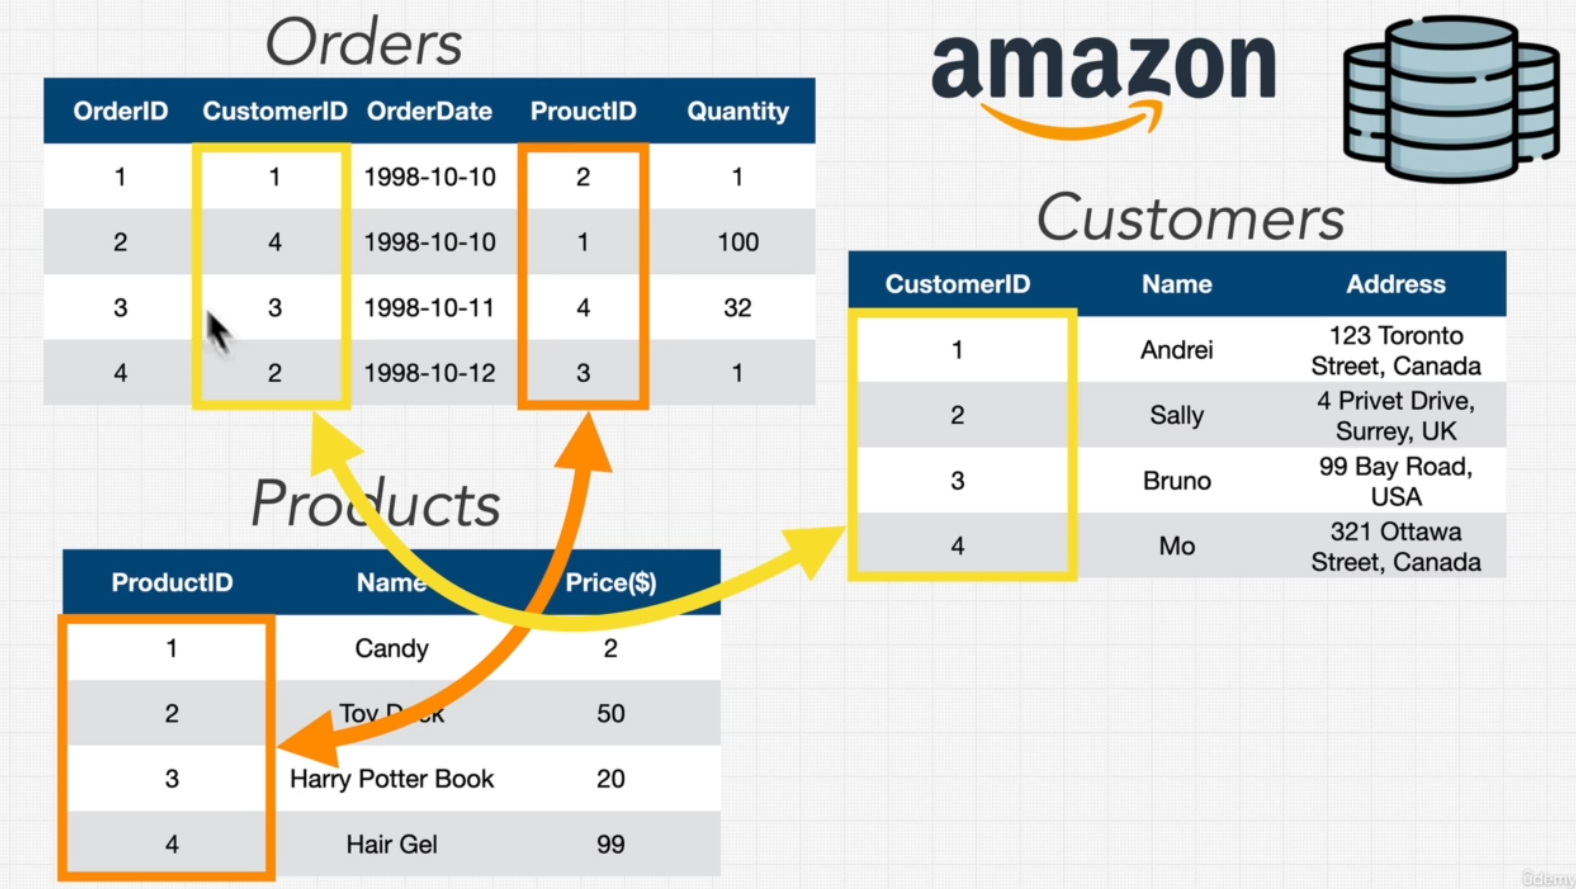 Orders
OrderID CustomerID OrderDate ProuctID Quantity
1 1 1998-10-10 2 1
2 4 1998-10-10 1 100
3 3 1998-10-11 4 32
4 2 1998-10-12 3 1
amazon
Customers
CustomerID Name Address
1 Andrei 123 Toronto
Street, Canada
2 Sally 4 Privet Drive,
Surrey, UK
3 Bruno 99 Bay Road,
USA
4 Mo 321 Ottawa
Street, Canada
Products
ProductID Name Price($)
1 Candy 2
2 Toy Duck 50
3 Harry Potter Book 20
4 Hair Gel 99
ûdemy